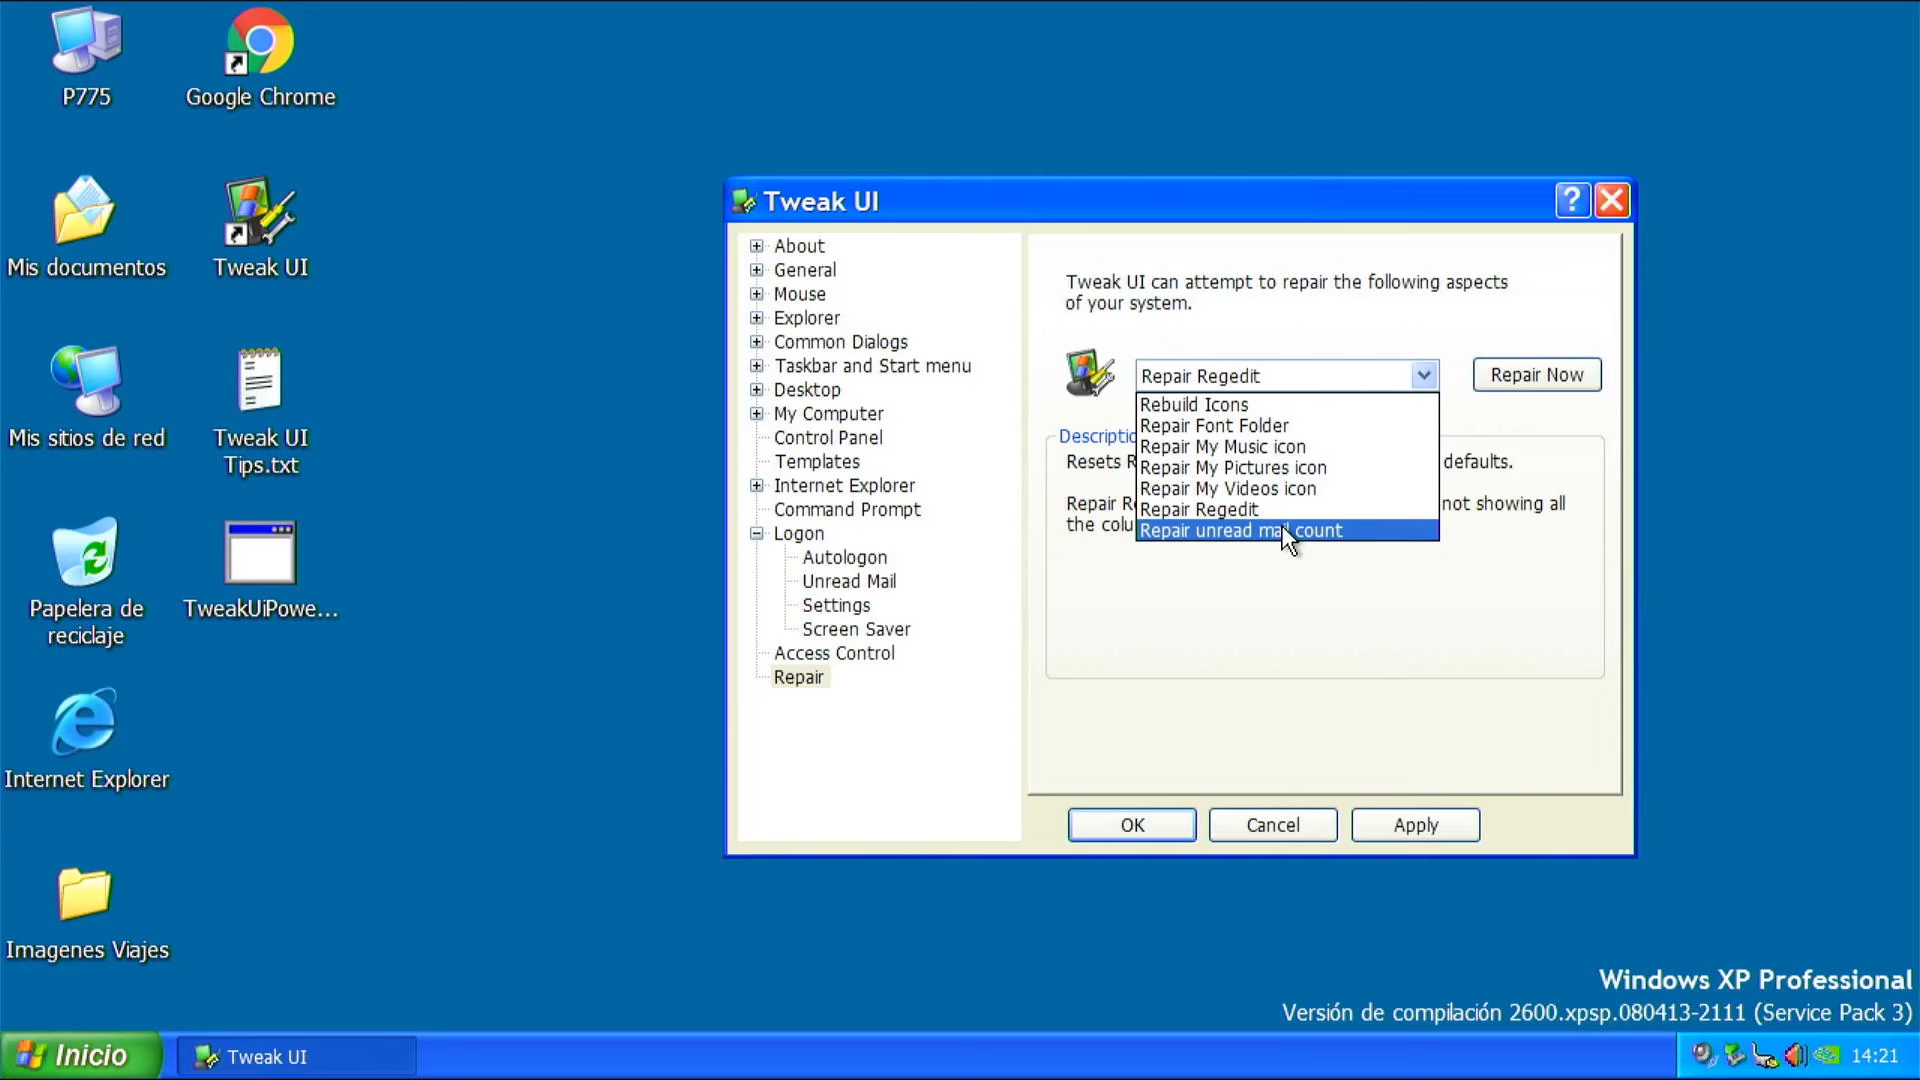 P775
Google Chrome
Mis documentos
Tweak UI
Mis sitios de red
Tweak UI
Tips.txt
Papelera de
reciclaje
TweakUiPowe...
Internet Explorer
Imagenes Viajes
Tweak UI
About
General
Mouse
Explorer
Common Dialogs
Taskbar and Start menu
Desktop
My Computer
Control Panel
Templates
Internet Explorer
Command Prompt
Logon
Autologon
Unread Mail
Settings
Screen Saver
Access Control
Repair
Tweak UI can attempt to repair the following aspects
of your system.
Repair Regedit
Repair Now
Rebuild Icons
Repair Font Folder
Repair My Music icon
Repair My Pictures icon
Repair My Videos icon
Repair Regedit
Repair unread mail count
Resets
defaults.
Repair
not showing all
the
OK
Cancel
Apply
Windows XP Professional
Versión de compilación 2600.xpsp.080413-2111 (Service Pack 3)
Inicio
Tweak UI
14:21